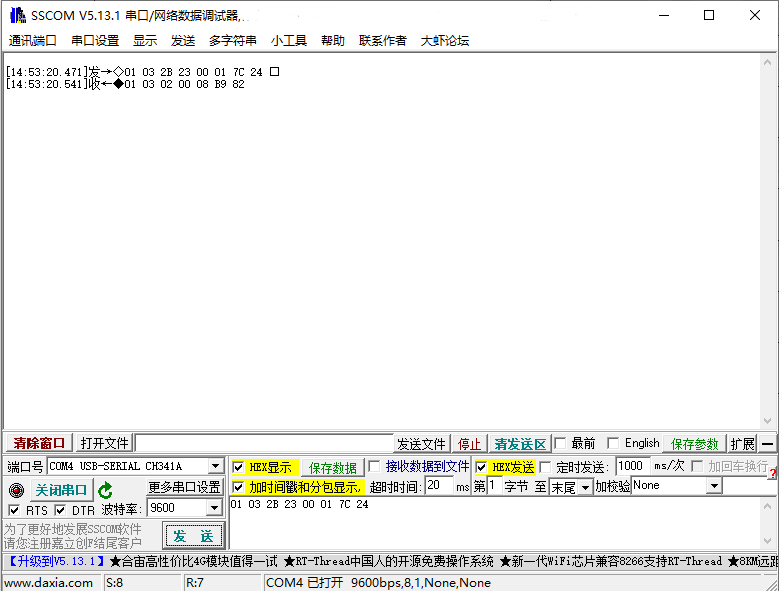 SSCOM V5.13.1 串口/网络数据调试器,
通讯端口 串口设置 显示 发送 多字符串 小工具 帮助 联系作者 大虾论坛
[14:53:20.471]发→◇01 03 2B 23 00 01 7C 24 □
[14:53:20.541]收←◆01 03 02 00 08 B9 82
清除窗口 打开文件 发送文件 停止 清发送区 最前 English 保存参数 扩展 —
端口号 COM4 USB-SERIAL CH341A HEX显示 保存数据 接收数据到文件 HEX发送 定时发送: 1000 ms/次 加回车换行 ?
关闭串口 更多串口设置 加时间戳和分包显示, 超时时间: 20 ms 第 1 字节 至 末尾 加校验 None
RTS DTR 波特率: 9600 01 03 2B 23 00 01 7C 24
为了更好地发展SSCOM软件
请您注册嘉立创F结尾客户
发 送
【升级到V5.13.1】★合宙高性价比4G模块值得一试 ★RT-Thread中国人的开源免费操作系统 ★新一代WiFi芯片兼容8266支持RT-Thread ★8KM远距
www.daxia.com S:8 R:7 COM4 已打开 9600bps,8,1,None,None